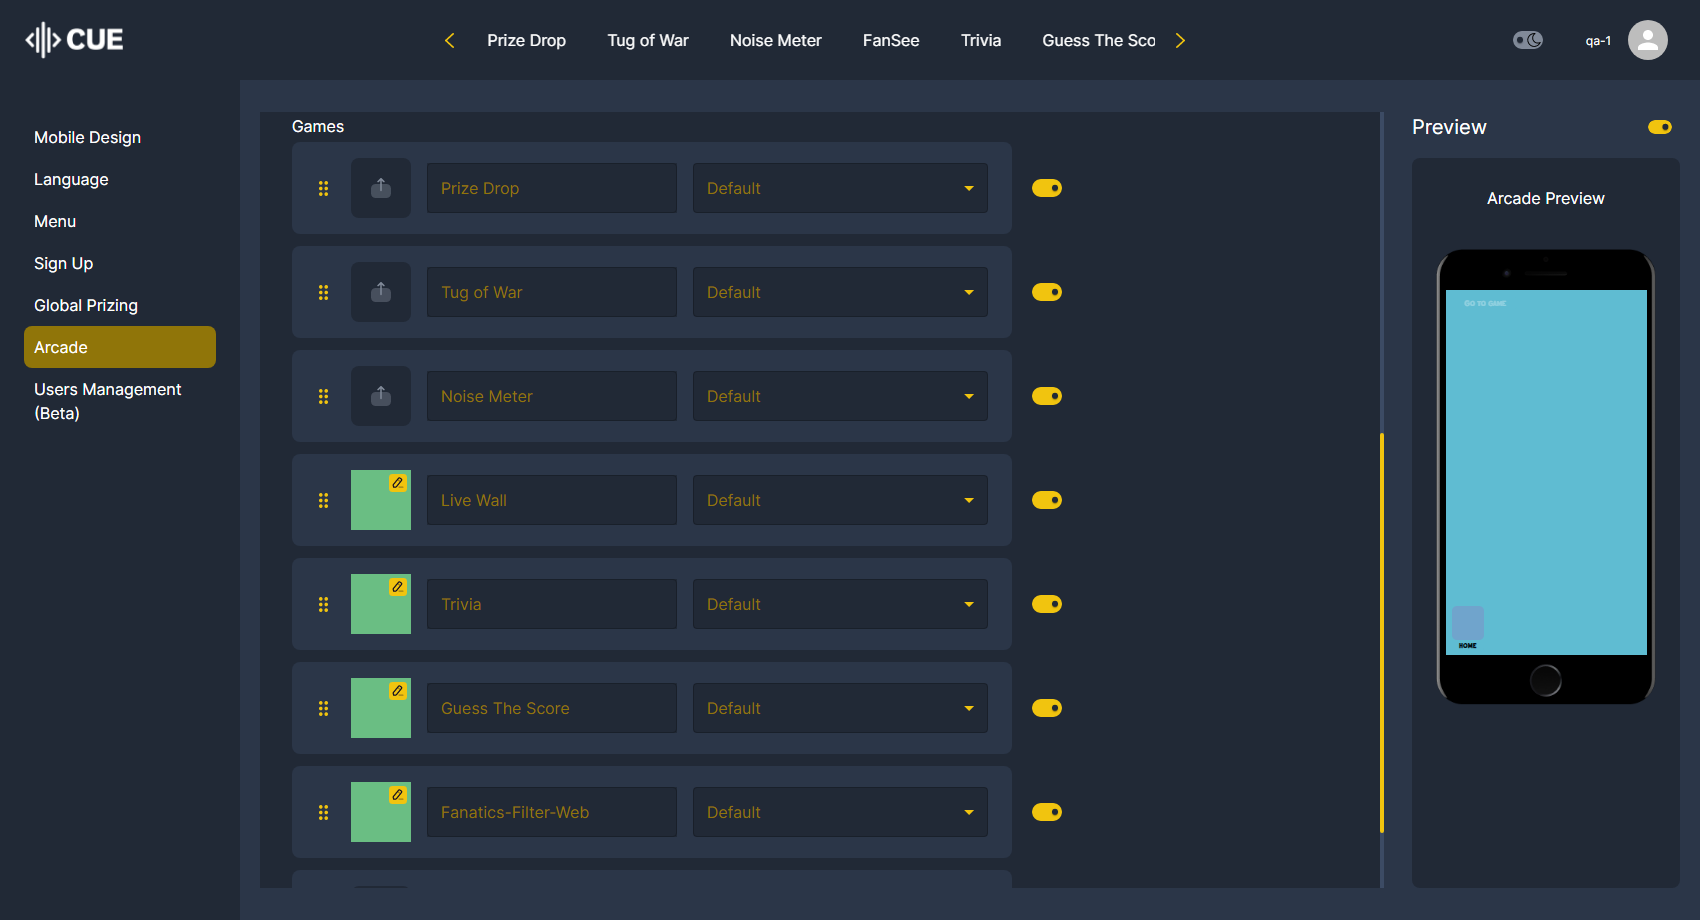 CUE
Prize Drop
Tug of War
Noise Meter
FanSee
Trivia
Guess The Sco
qa-1
Mobile Design
Language
Menu
Sign Up
Global Prizing
Arcade
Users Management
(Beta)
Games
Prize Drop
Default
Tug of War
Default
Noise Meter
Default
Live Wall
Default
Trivia
Default
Guess The Score
Default
Fanatics-Filter-Web
Default
Preview
Arcade Preview
GO TO GAME
HOME